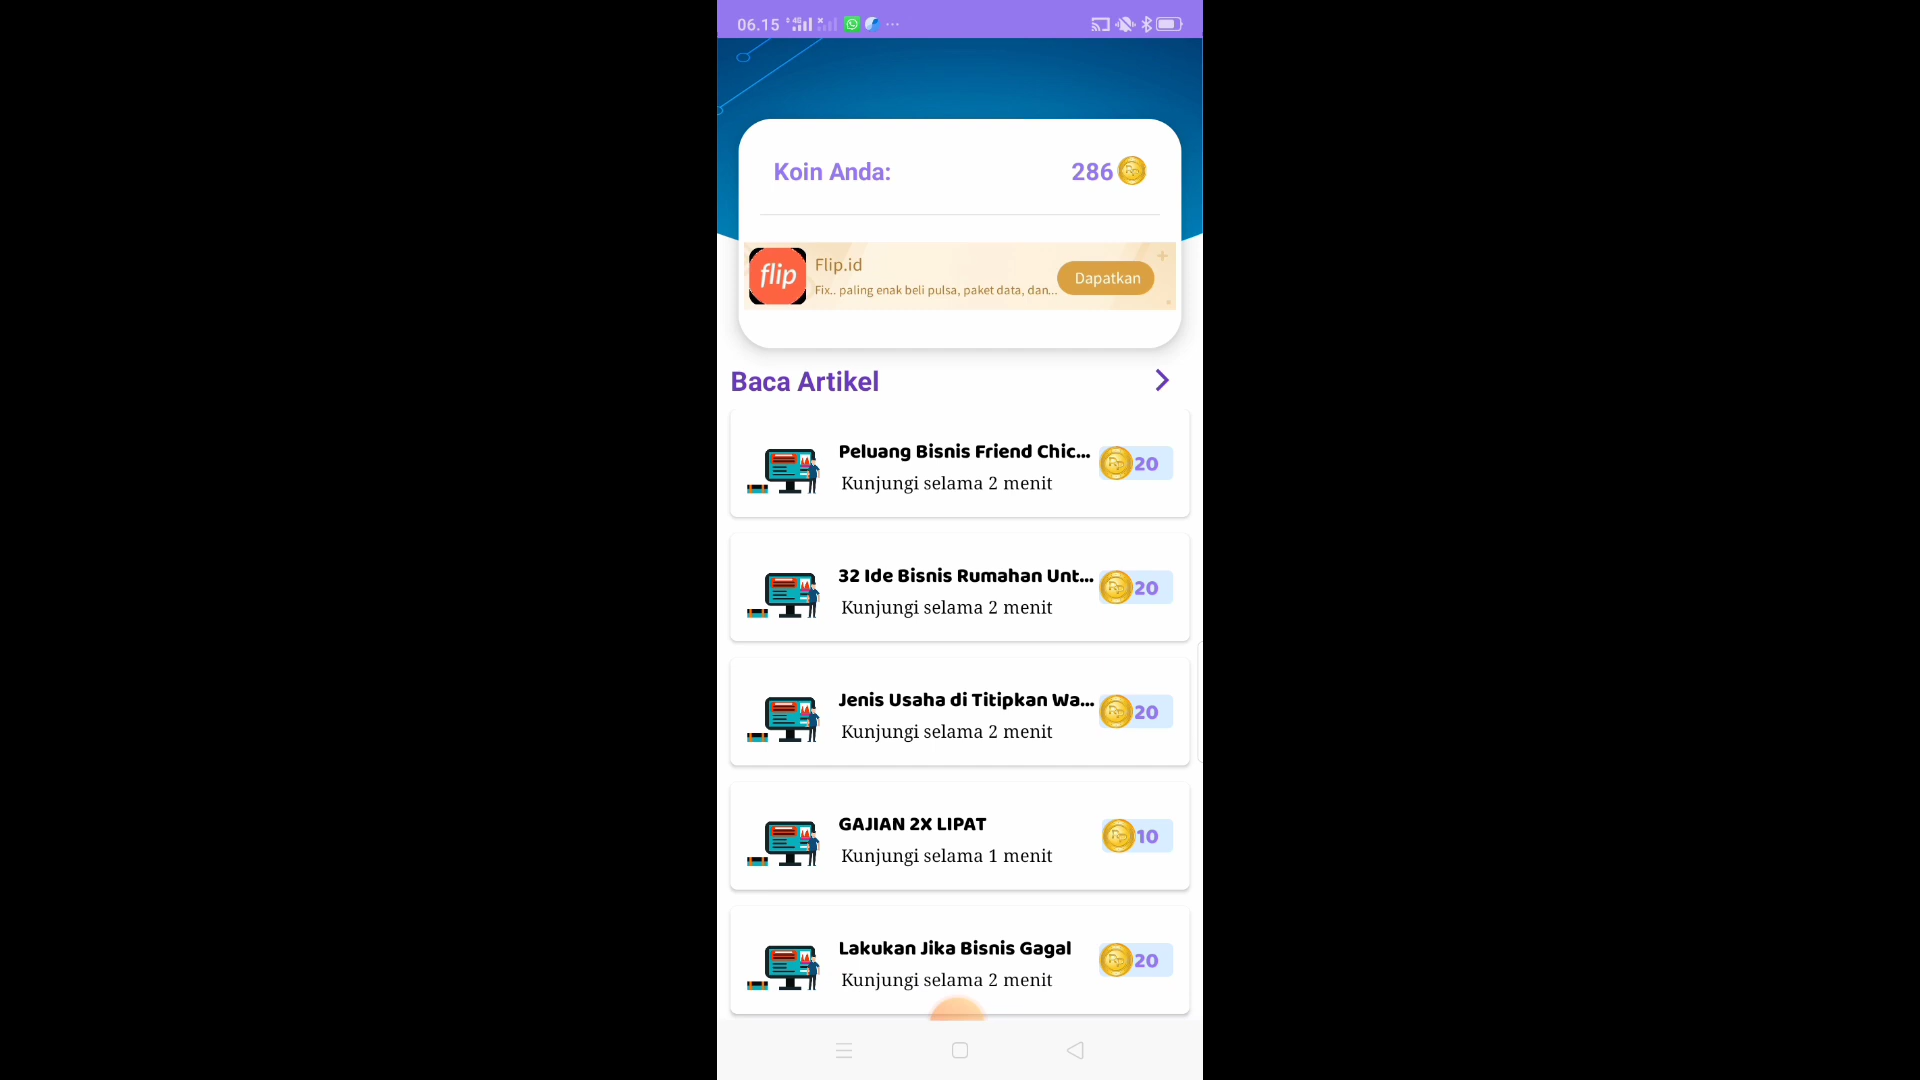 06.15
Koin Anda: 286
flip
Flip.id
Fix.. paling enak beli pulsa, paket data, dan...
Dapatkan
Baca Artikel
Peluang Bisnis Friend Chic...
20
Kunjungi selama 2 menit
32 Ide Bisnis Rumahan Unt...
20
Kunjungi selama 2 menit
Jenis Usaha di Titipkan Wa...
20
Kunjungi selama 2 menit
GAJIAN 2X LIPAT
10
Kunjungi selama 1 menit
Lakukan Jika Bisnis Gagal
20
Kunjungi selama 2 menit